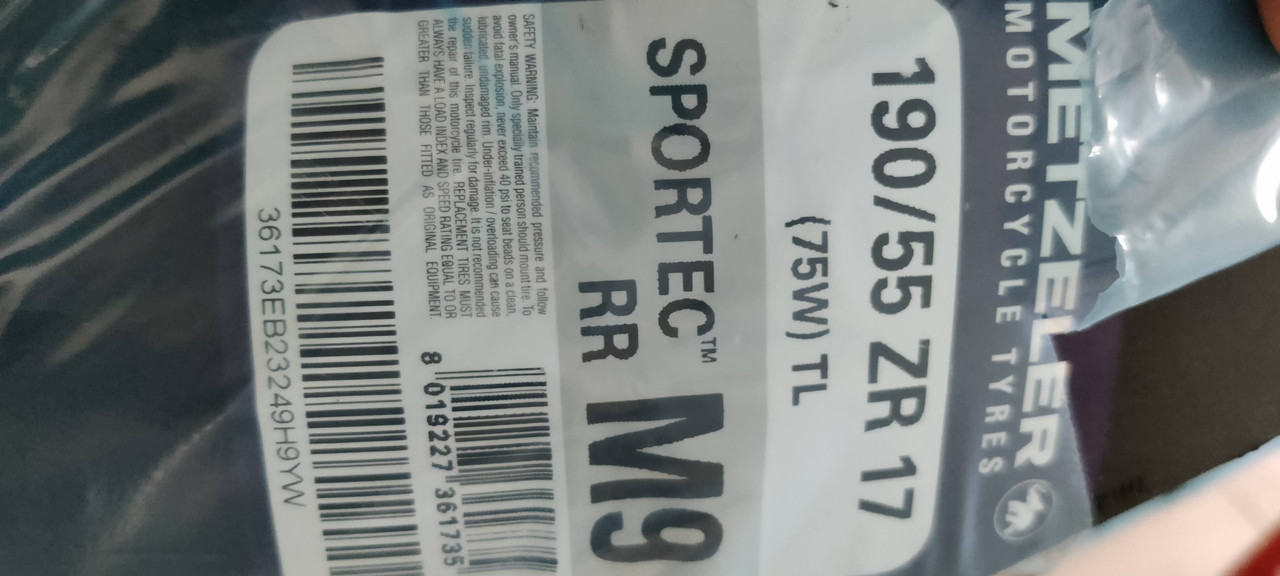 METZELER
MOTORCYCLE TYRES
190/55 ZR 17
(75W) TL
SPORTEC™ M9
RR
SAFETY WARNING: Maintain recommended pressure and follow
owner's manual. Only specially trained person should mount tire. To
avoid fatal explosion, never exceed 40 psi to seat beads on a clean,
lubricated, undamaged rim. Under-inflation / overloading can cause
sudden failure. Inspect regularly for damage. It is not recommended
the repair of this motorcycle tire. REPLACEMENT TIRES MUST
ALWAYS HAVE A LOAD INDEX AND SPEED RATING EQUAL TO OR
GREATER THAN THOSE FITTED AS ORIGINAL EQUIPMENT.
8 019227 361735
36173EB23249H9YW